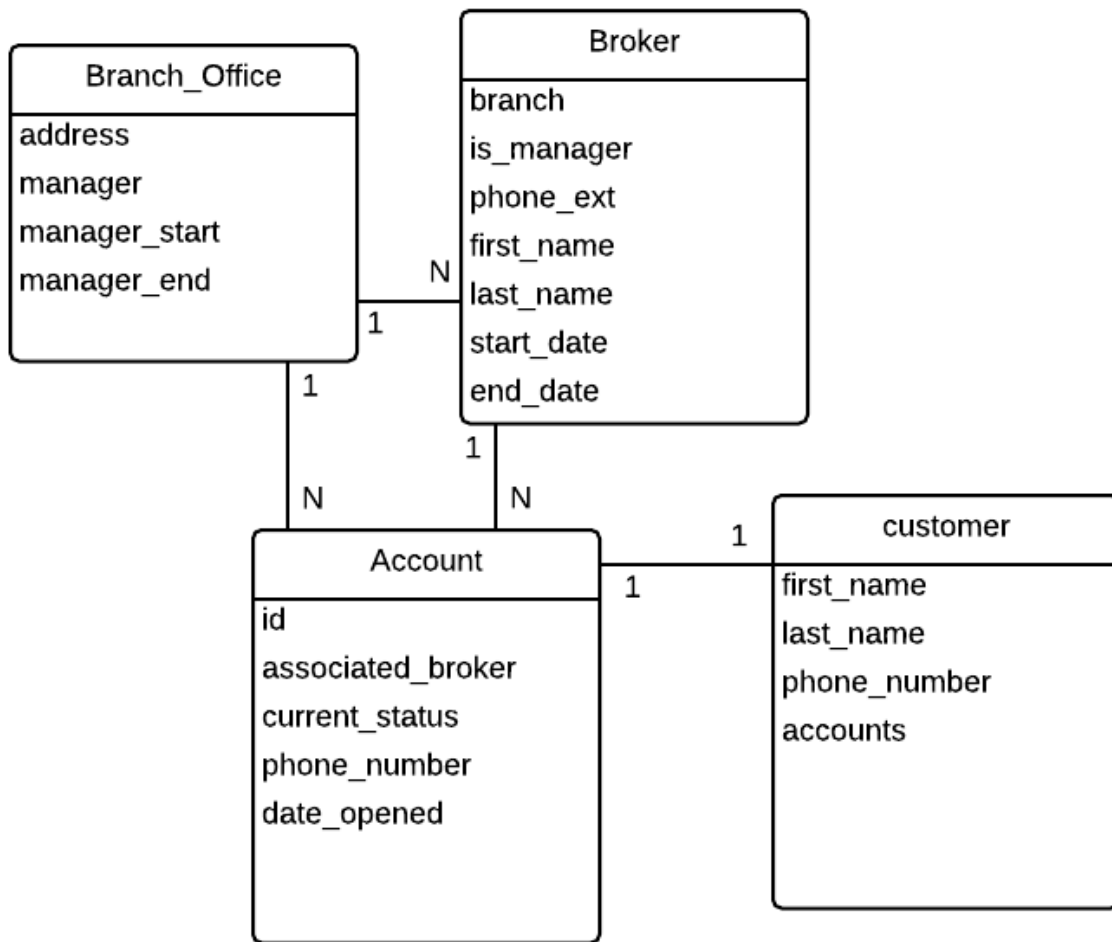 Branch_Office
address
manager
manager_start
manager_end
Broker
branch
is_manager
phone_ext
first_name
last_name
start_date
end_date
N
1
1
N
1
N
Account
id
associated_broker
current_status
phone_number
date_opened
1
1
customer
first_name
last_name
phone_number
accounts